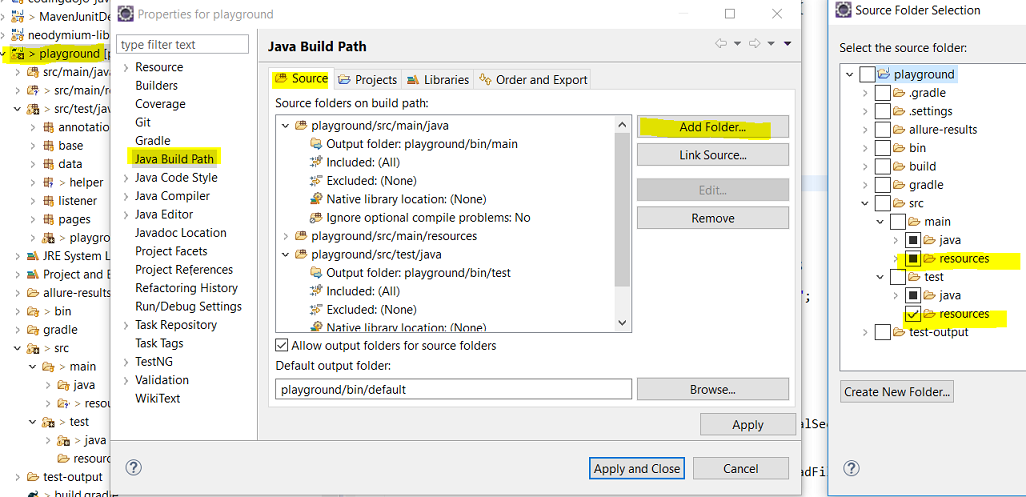 codingdojo-jav
> MavenJunitDe
neodymium-lib
> playground [p
src/main/java
> src/main/re
> src/test/jav
annotatio
base
data
> helper
listener
pages
> playgro
JRE System L
Project and E
allure-results
> bin
gradle
> src
> main
java
> resou
> test
> java
resourc
test-output
build.gradle
Properties for playground
type filter text
Resource
Builders
Coverage
Git
Gradle
Java Build Path
Java Code Style
Java Compiler
Java Editor
Javadoc Location
Project Facets
Project References
Refactoring History
Run/Debug Settings
Task Repository
Task Tags
TestNG
Validation
WikiText
Java Build Path
Source
Projects
Libraries
Order and Export
Source folders on build path:
playground/src/main/java
Output folder: playground/bin/main
Included: (All)
Excluded: (None)
Native library location: (None)
Ignore optional compile problems: No
playground/src/main/resources
playground/src/test/java
Output folder: playground/bin/test
Included: (All)
Excluded: (None)
Native library location: (None)
Add Folder...
Link Source...
Edit...
Remove
Allow output folders for source folders
Default output folder:
playground/bin/default
Browse...
Apply
Apply and Close
Cancel
";
alSe
adFi
Source Folder Selection
Select the source folder:
playground
.gradle
.settings
allure-results
bin
build
gradle
src
main
java
resources
test
java
resources
test-output
Create New Folder...